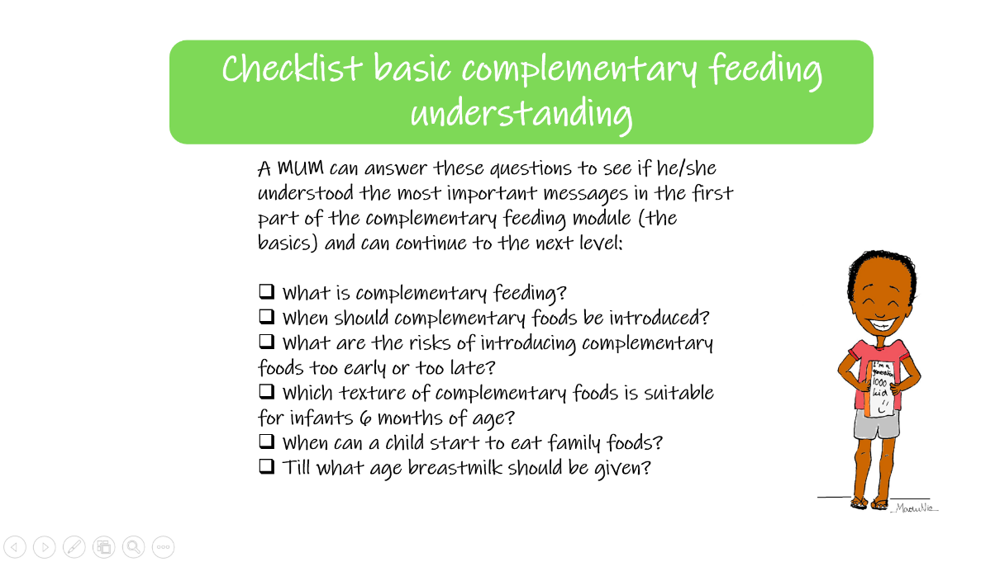 Checklist basic complementary feeding
understanding
A MUM can answer these questions to see if he/she
understood the most important messages in the first
part of the complementary feeding module (the
basics) and can continue to the next level:
❑ What is complementary feeding?
❑ When should complementary foods be introduced?
❑ What are the risks of introducing complementary
foods too early or too late?
❑ Which texture of complementary foods is suitable
for infants 6 months of age?
❑ When can a child start to eat family foods?
❑ Till what age breastmilk should be given?
I'm a
generation
1000
kid